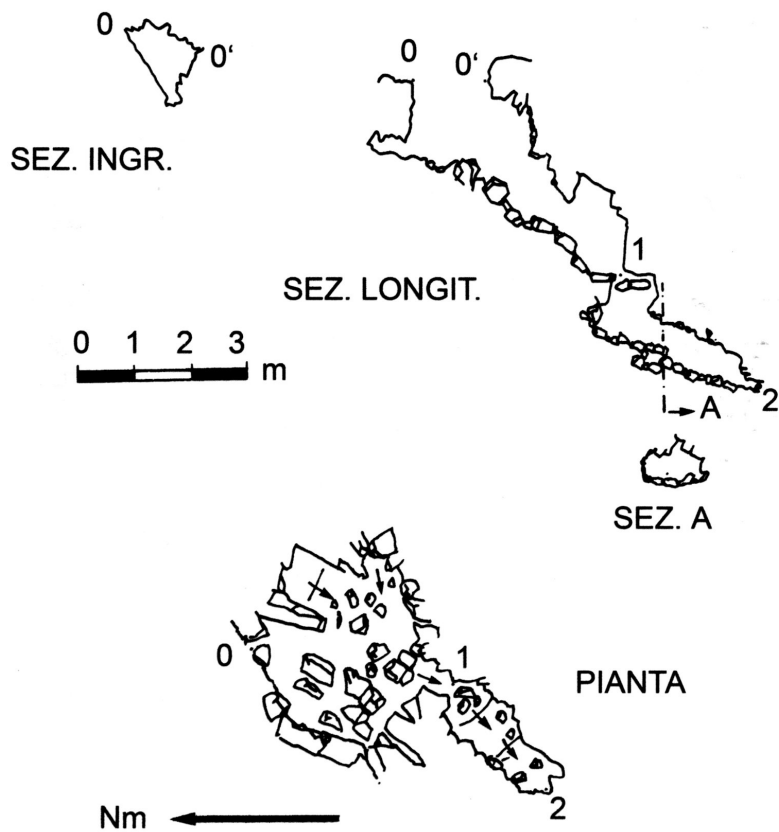 0
0'
SEZ. INGR.
0
0'
1
SEZ. LONGIT.
0 1 2 3
m
A
2
SEZ. A
0
1
PIANTA
2
Nm